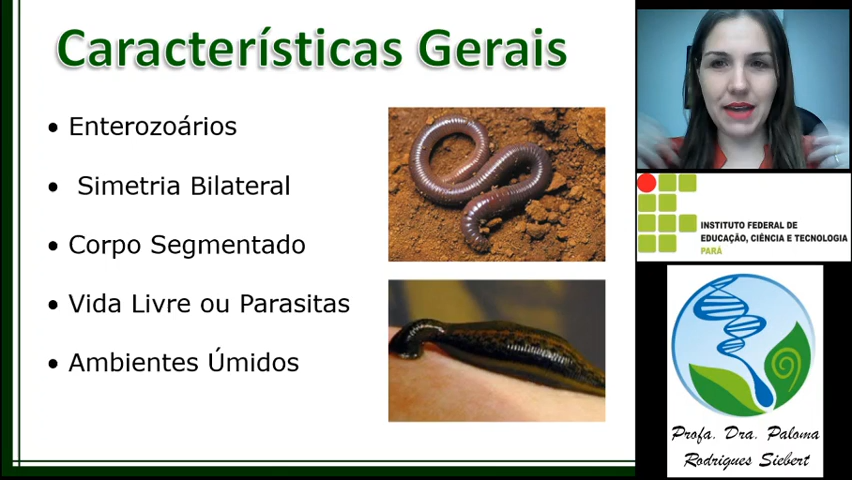 Características Gerais
• Enterozoários
• Simetria Bilateral
• Corpo Segmentado
• Vida Livre ou Parasitas
• Ambientes Úmidos
INSTITUTO FEDERAL DE
EDUCAÇÃO, CIÊNCIA E TECNOLOGIA
PARÁ
Profa. Dra. Paloma
Rodrigues Siebert